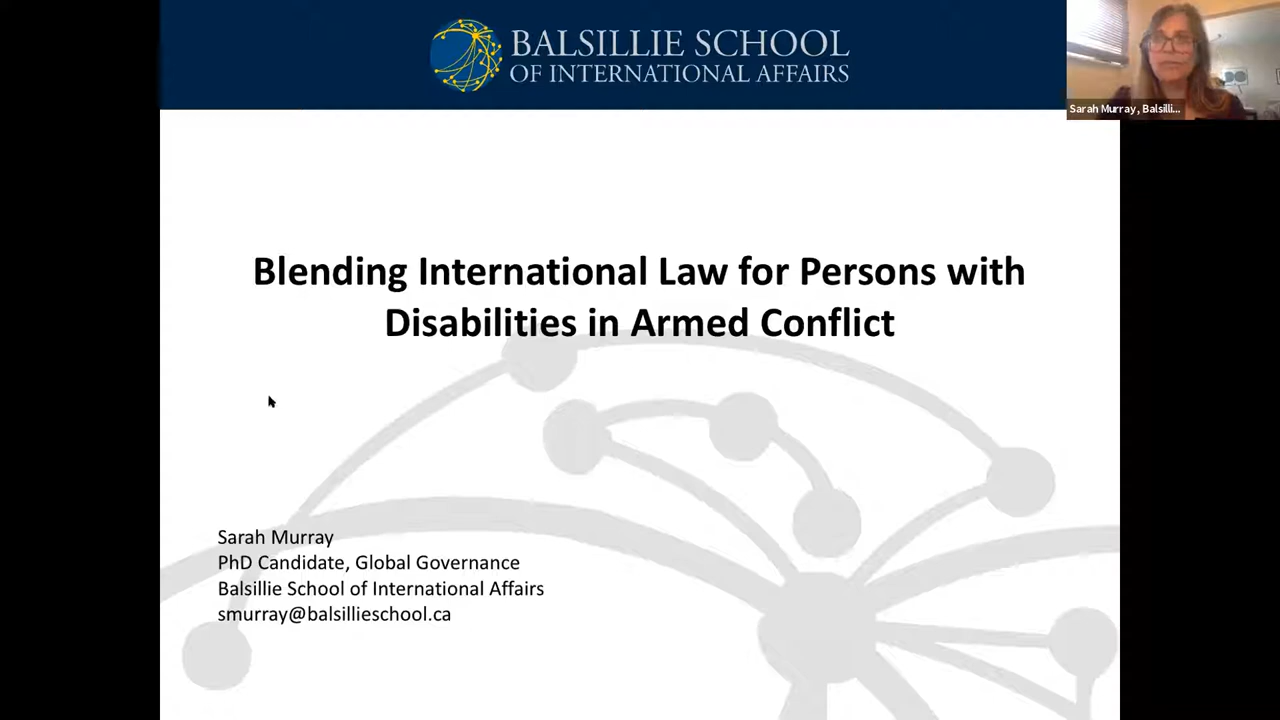 BALSILLIE SCHOOL
OF INTERNATIONAL AFFAIRS
Sarah Murray, Balsilli...
Blending International Law for Persons with
Disabilities in Armed Conflict
Sarah Murray
PhD Candidate, Global Governance
Balsillie School of International Affairs
smurray@balsillieschool.ca